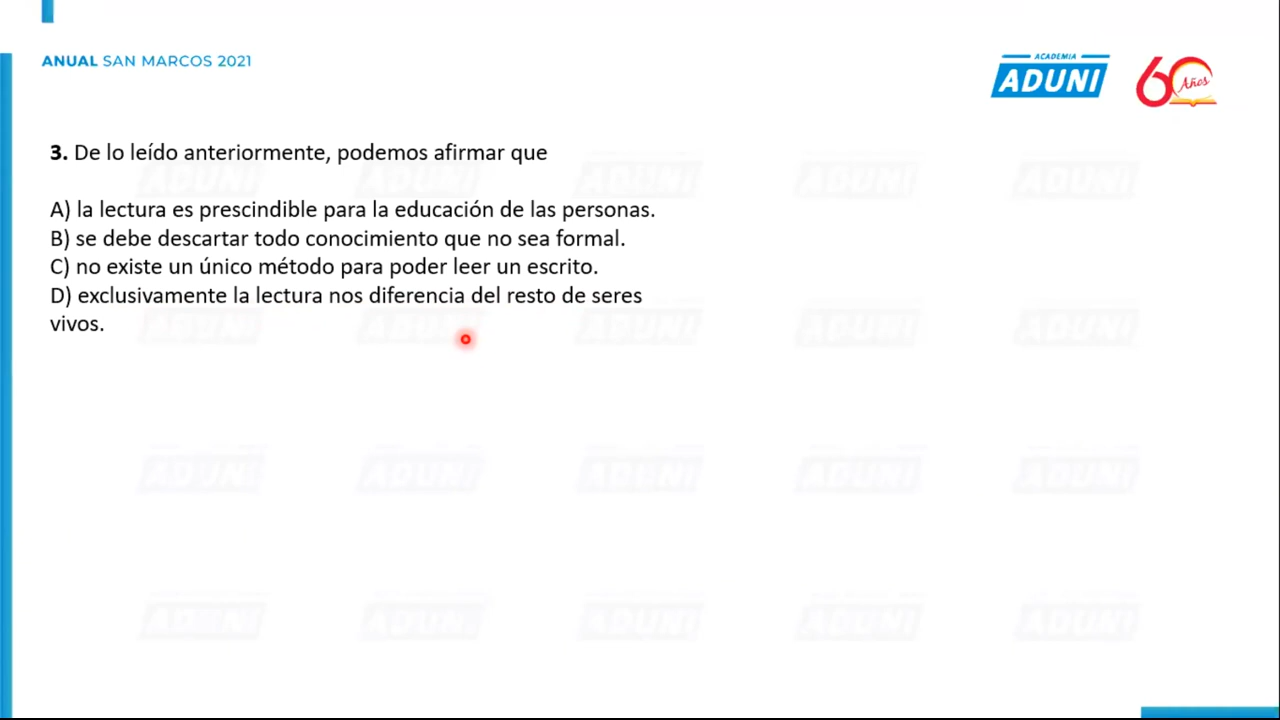 ANUAL SAN MARCOS 2021
ACADEMIA
ADUNI
60 Años
3. De lo leído anteriormente, podemos afirmar que
A) la lectura es prescindible para la educación de las personas.
B) se debe descartar todo conocimiento que no sea formal.
C) no existe un único método para poder leer un escrito.
D) exclusivamente la lectura nos diferencia del resto de seres
vivos.